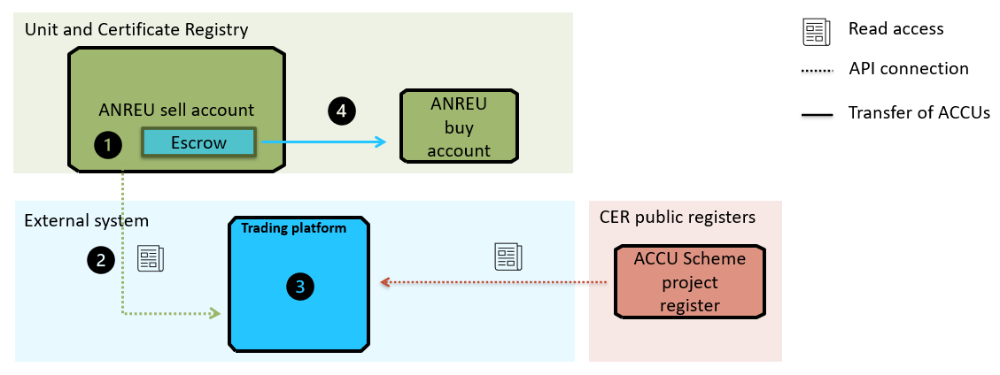 Unit and Certificate Registry
ANREU sell account
1
Escrow
4
ANREU
buy
account
Read access
API connection
Transfer of ACCUs
External system
2
Trading platform
3
CER public registers
ACCU Scheme
project
register